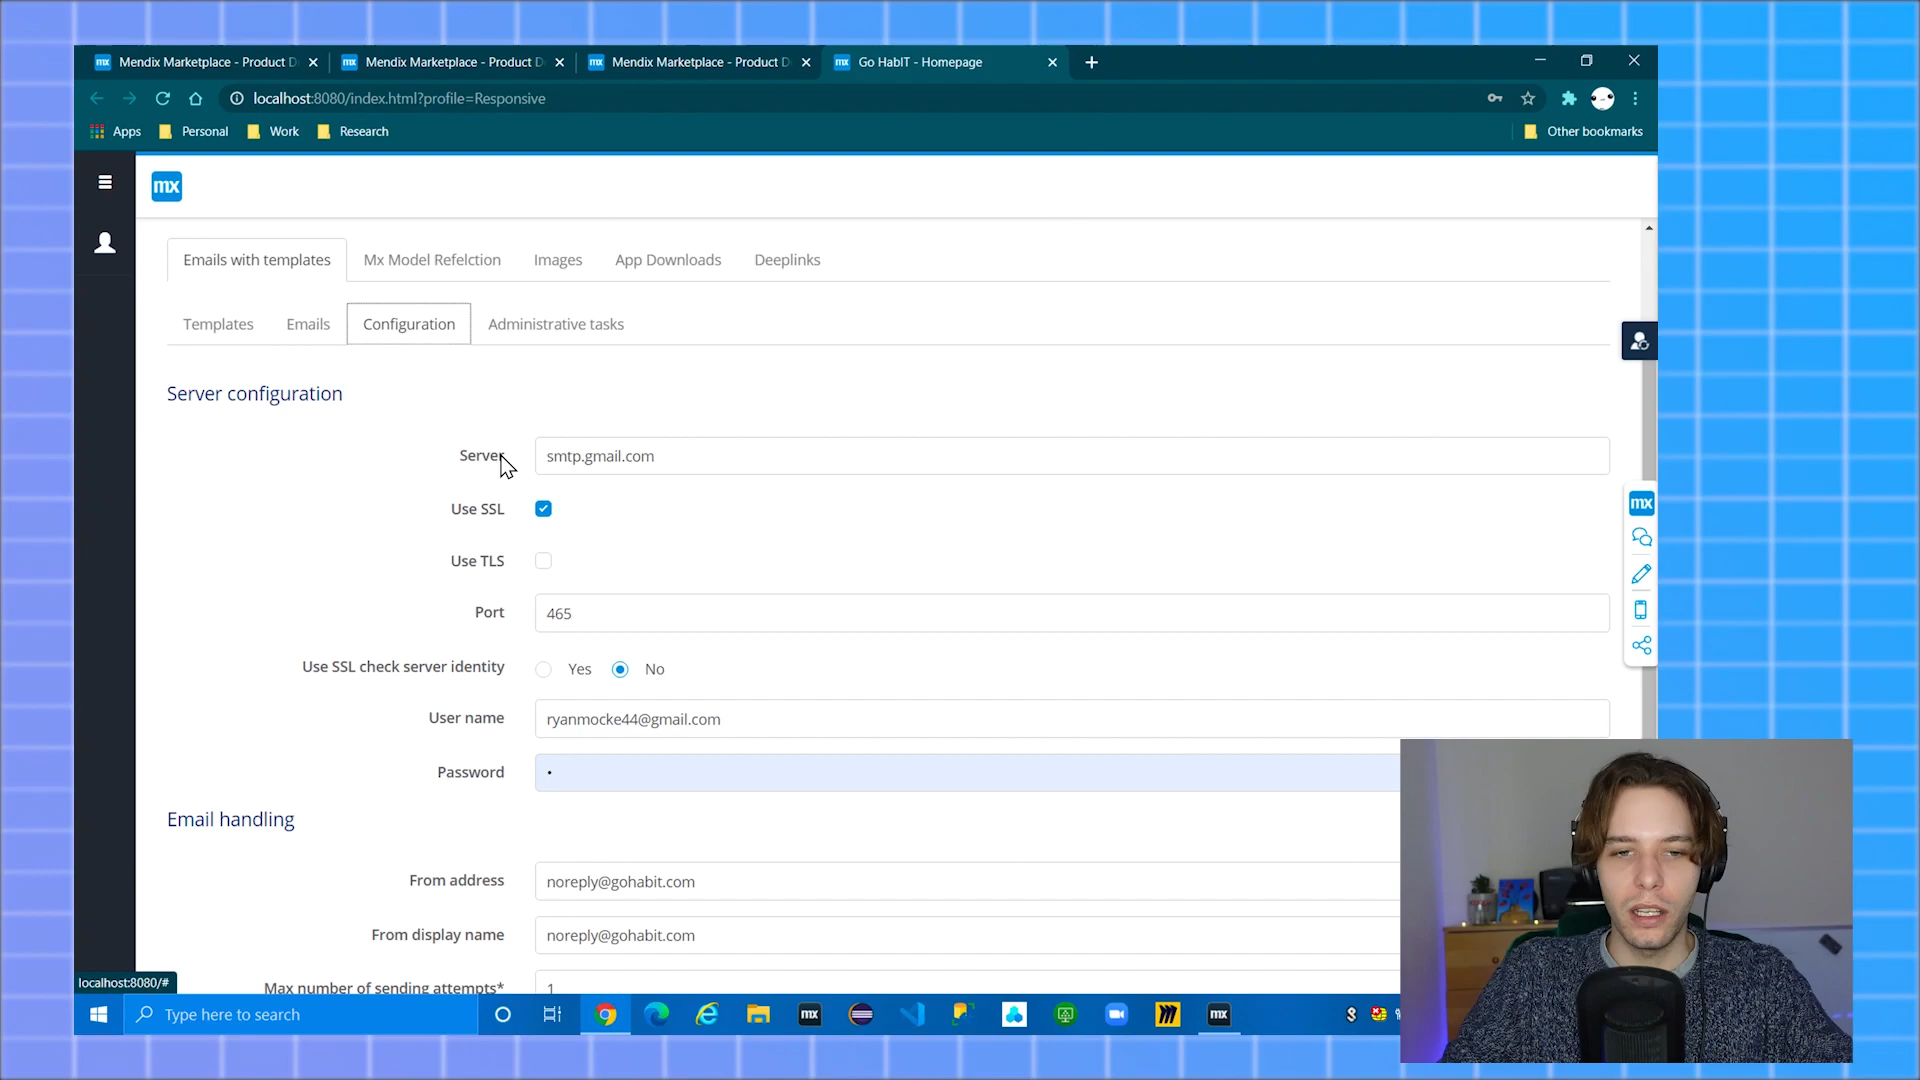 Mendix Marketplace - Product D
Mendix Marketplace - Product D
Mendix Marketplace - Product D
Go HabIT - Homepage
localhost:8080/index.html?profile=Responsive
Apps
Personal
Work
Research
Other bookmarks
mx
Emails with templates
Mx Model Refelction
Images
App Downloads
Deeplinks
Templates
Emails
Configuration
Administrative tasks
Server configuration
Server smtp.gmail.com
Use SSL
Use TLS
Port 465
Use SSL check server identity Yes No
User name ryanmocke44@gmail.com
Password •
Email handling
From address noreply@gohabit.com
From display name noreply@gohabit.com
Max number of sending attempts* 1
mx
localhost:8080/#
Type here to search
mx
mx